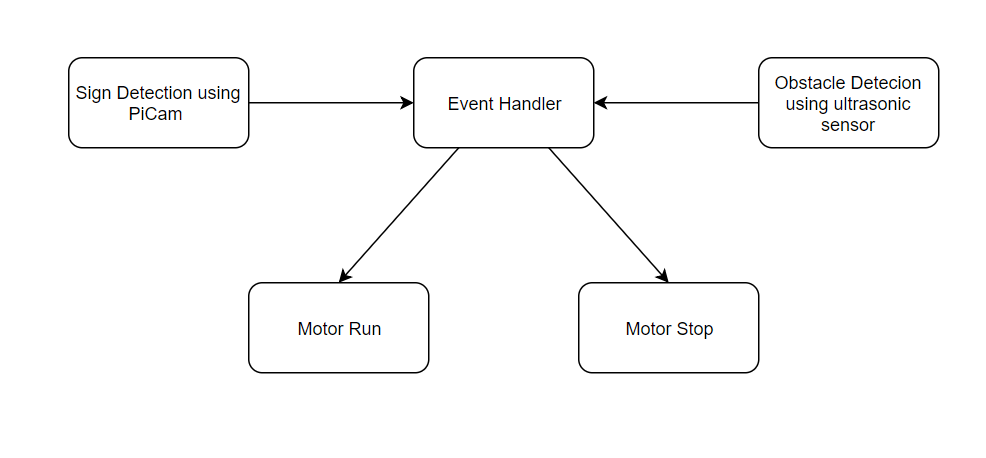 Sign Detection using
PiCam
Event Handler
Obstacle Detecion
using ultrasonic
sensor
Motor Run
Motor Stop